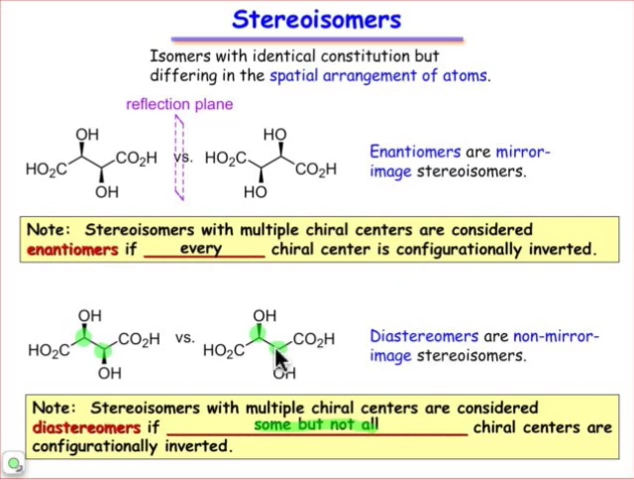 Stereoisomers
Isomers with identical constitution but
differing in the spatial arrangement of atoms.
reflection plane
OH
HO₂C
CO₂H
OH
vs.
HO
HO₂C
CO₂H
HO
Enantiomers are mirror-
image stereoisomers.
Note: Stereoisomers with multiple chiral centers are considered
enantiomers if every chiral center is configurationally inverted.
OH
HO₂C
CO₂H
OH
vs.
OH
HO₂C
CO₂H
OH
Diastereomers are non-mirror-
image stereoisomers.
Note: Stereoisomers with multiple chiral centers are considered
diastereomers if some but not all chiral centers are
configurationally inverted.